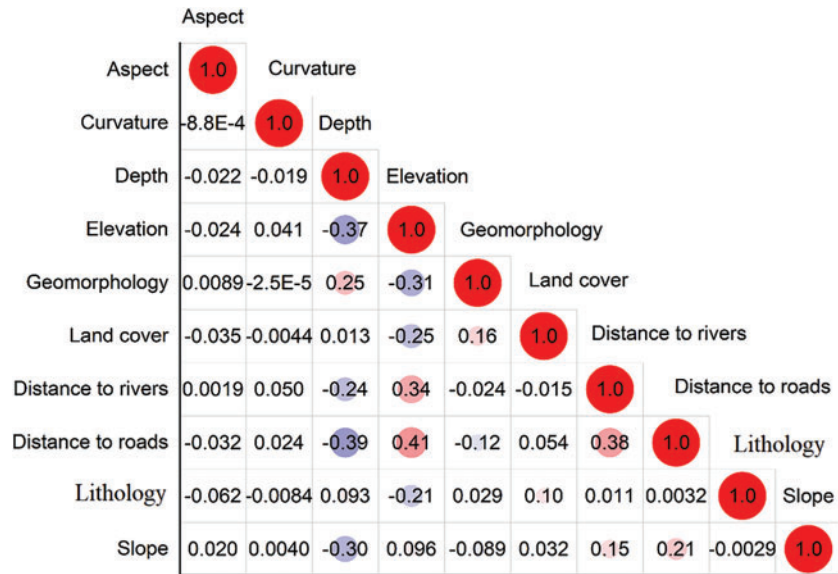 Aspect
Aspect 1.0 Curvature
Curvature -8.8E-4 1.0 Depth
Depth -0.022 -0.019 1.0 Elevation
Elevation -0.024 0.041 -0.37 1.0 Geomorphology
Geomorphology 0.0089 -2.5E-5 0.25 -0.31 1.0 Land cover
Land cover -0.035 -0.0044 0.013 -0.25 0.16 1.0 Distance to rivers
Distance to rivers 0.0019 0.050 -0.24 0.34 -0.024 -0.015 1.0 Distance to roads
Distance to roads -0.032 0.024 -0.39 0.41 -0.12 0.054 0.38 1.0 Lithology
Lithology -0.062 -0.0084 0.093 -0.21 0.029 0.10 0.011 0.0032 1.0 Slope
Slope 0.020 0.0040 -0.30 0.096 -0.089 0.032 0.15 0.21 -0.0029 1.0